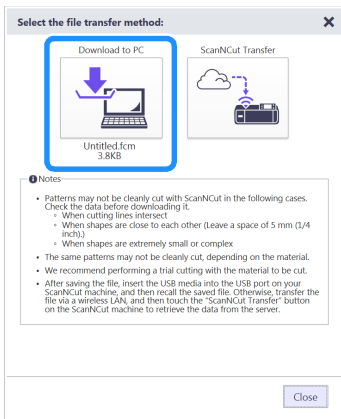 Select the file transfer method:
Download to PC
ScanNCut Transfer
Untitled.fcm
3.8KB
Notes
• Patterns may not be cleanly cut with ScanNCut in the following cases.
Check the data before downloading it.
◦ When cutting lines intersect
◦ When shapes are close to each other (Leave a space of 5 mm (1/4
inch).)
◦ When shapes are extremely small or complex
• The same patterns may not be cleanly cut, depending on the material.
• We recommend performing a trial cutting with the material to be cut.
• After saving the file, insert the USB media into the USB port on your
ScanNCut machine, and then recall the saved file. Otherwise, transfer the
file via a wireless LAN, and then touch the "ScanNCut Transfer" button
on the ScanNCut machine to retrieve the data from the server.
Close